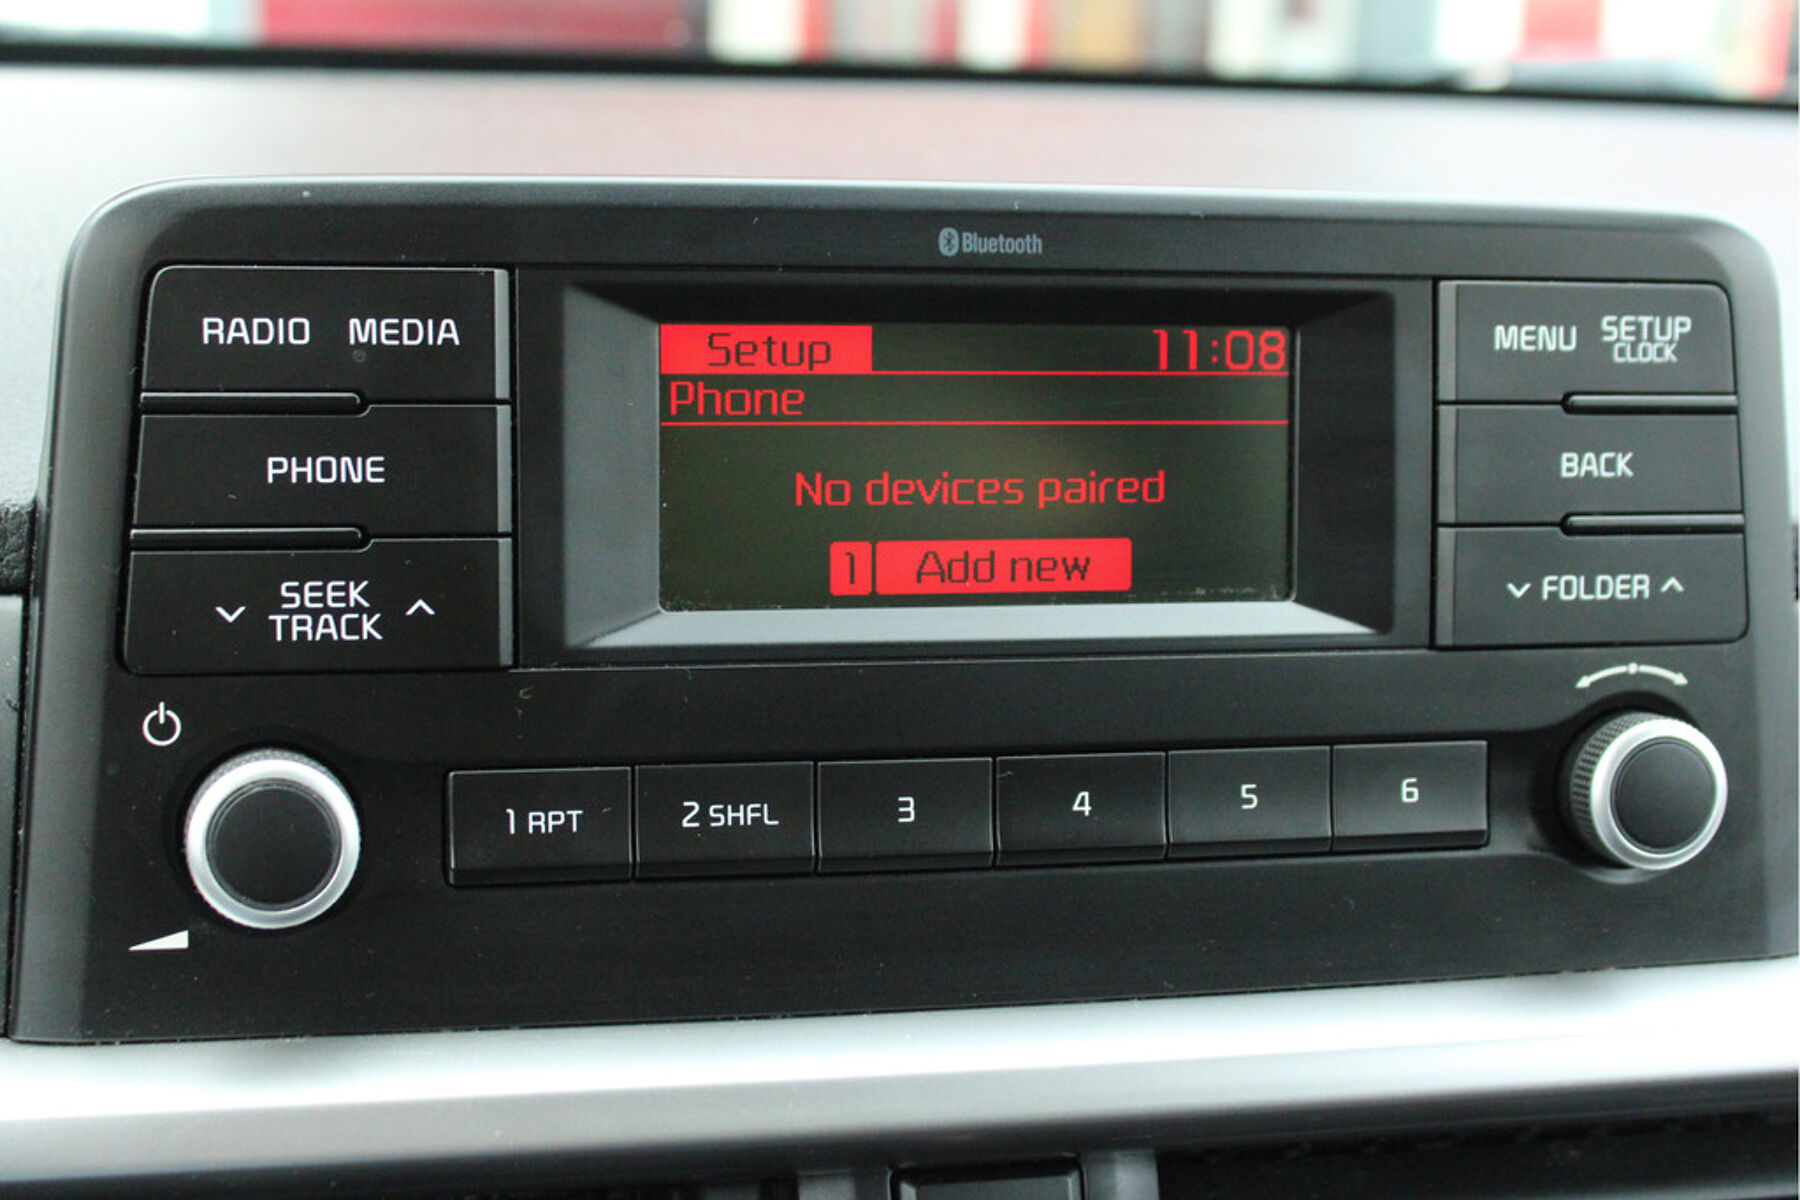 Bluetooth
RADIO MEDIA
PHONE
SEEK
TRACK
Setup 11:08
Phone
No devices paired
1 Add new
MENU SETUP
CLOCK
BACK
FOLDER
1 RPT 2 SHFL 3 4 5 6